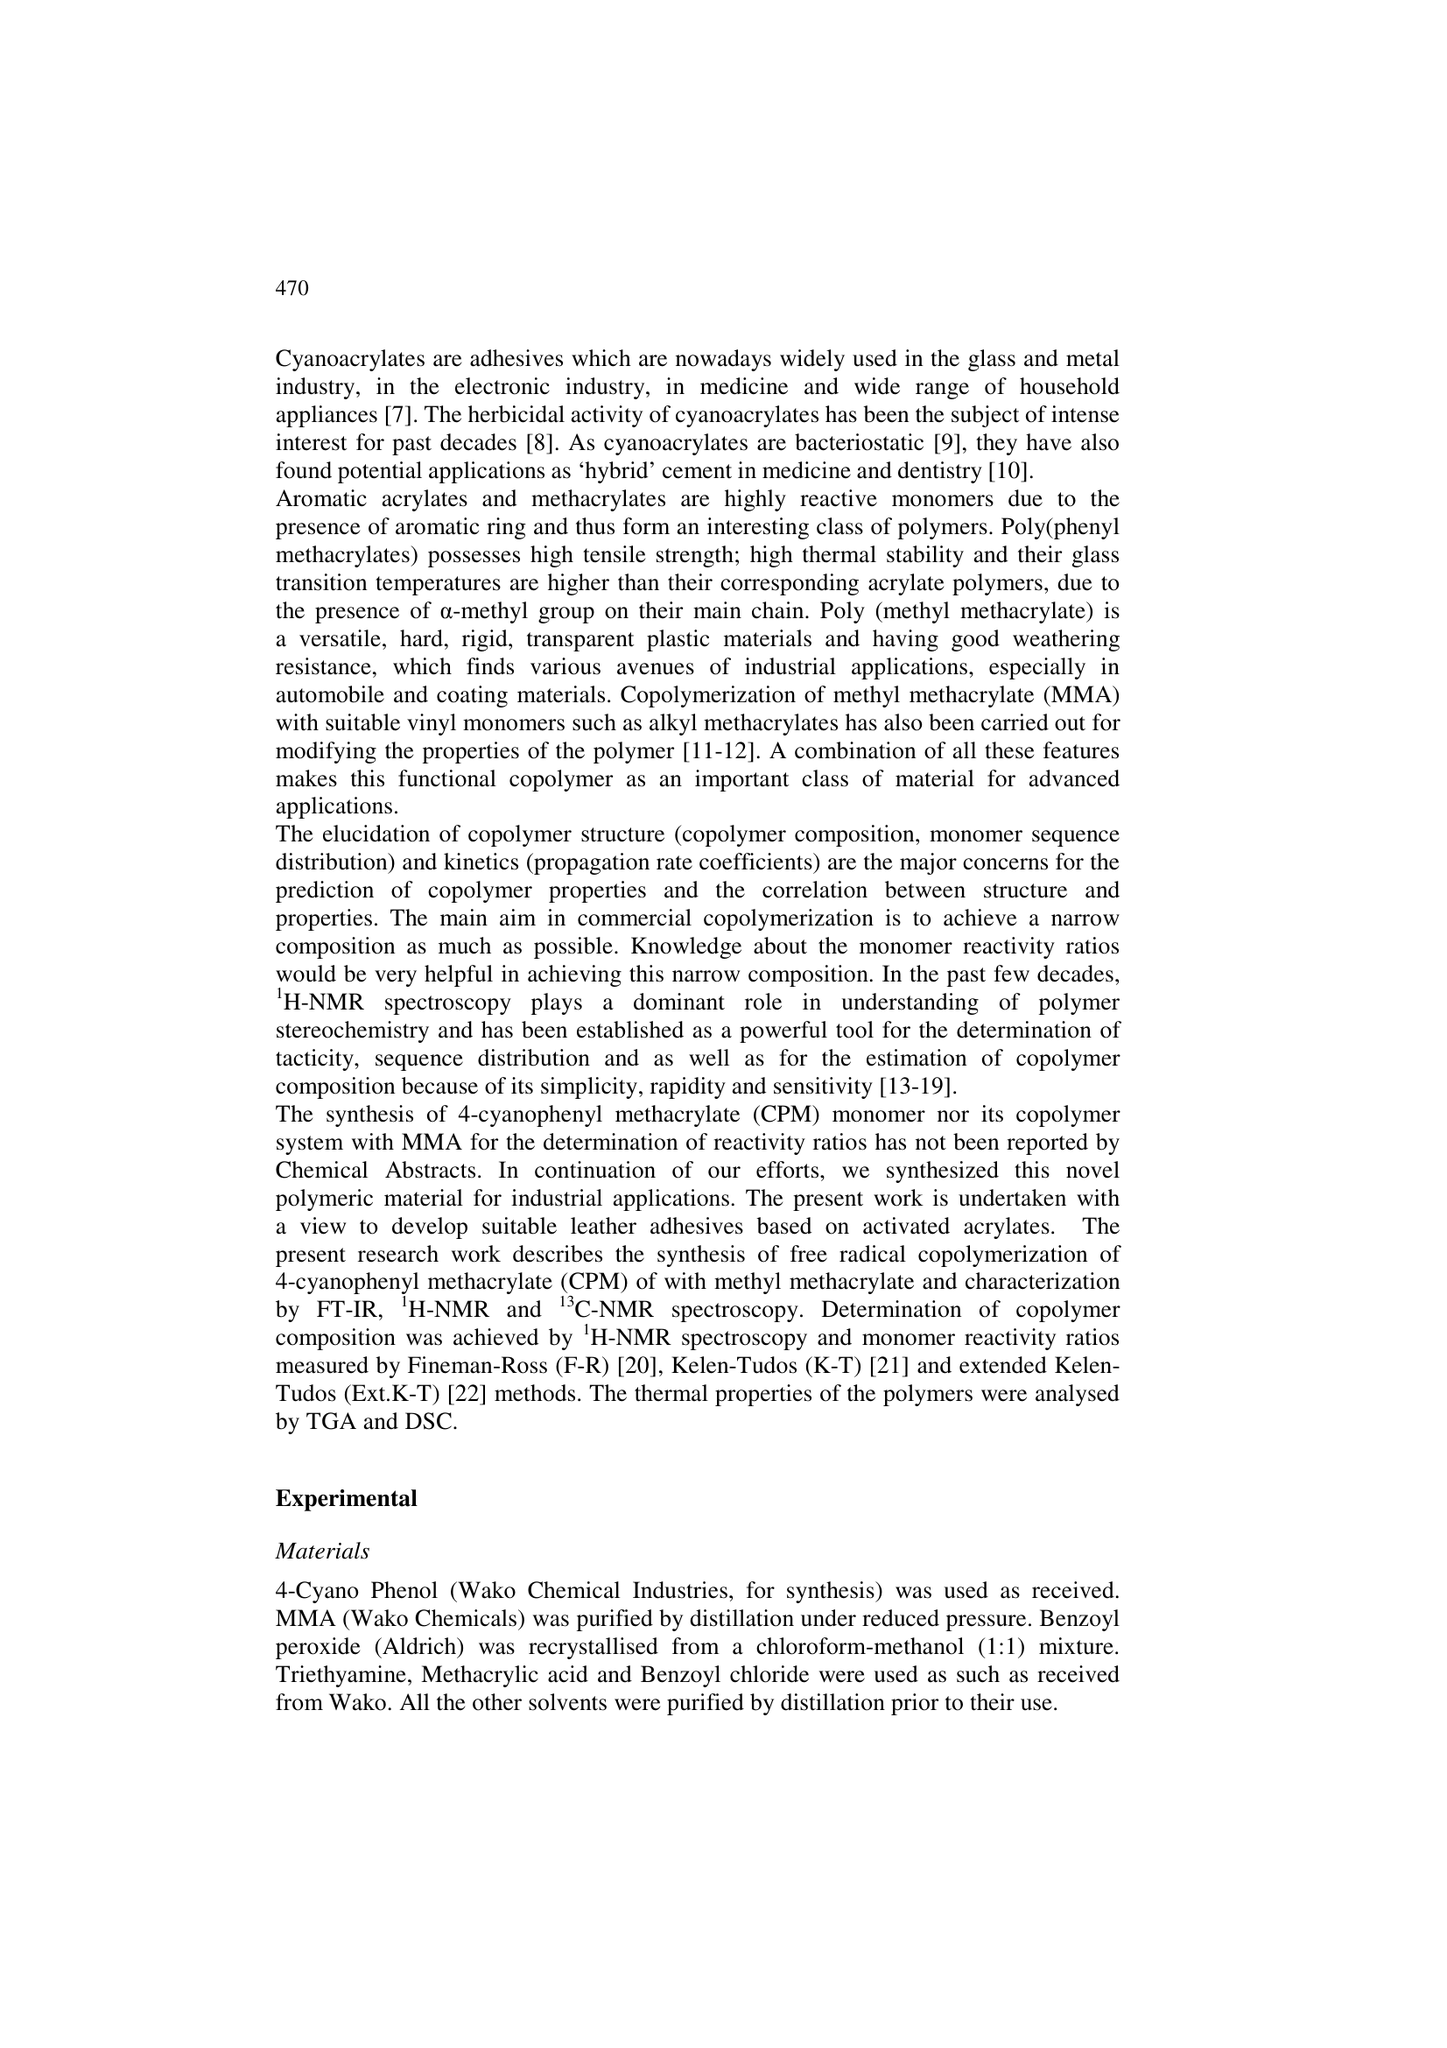 470
Cyanoacrylates are adhesives which are nowadays widely used in the glass and metal
industry, in the electronic industry, in medicine and wide range of household
appliances [7]. The herbicidal activity of cyanoacrylates has been the subject of intense
interest for past decades [8]. As cyanoacrylates are bacteriostatic [9], they have also
found potential applications as ‘hybrid’ cement in medicine and dentistry [10].
Aromatic acrylates and methacrylates are highly reactive monomers due to the
presence of aromatic ring and thus form an interesting class of polymers. Poly(phenyl
methacrylates) possesses high tensile strength; high thermal stability and their glass
transition temperatures are higher than their corresponding acrylate polymers, due to
the presence of α-methyl group on their main chain. Poly (methyl methacrylate) is
a versatile, hard, rigid, transparent plastic materials and having good weathering
resistance, which finds various avenues of industrial applications, especially in
automobile and coating materials. Copolymerization of methyl methacrylate (MMA)
with suitable vinyl monomers such as alkyl methacrylates has also been carried out for
modifying the properties of the polymer [11-12]. A combination of all these features
makes this functional copolymer as an important class of material for advanced
applications.
The elucidation of copolymer structure (copolymer composition, monomer sequence
distribution) and kinetics (propagation rate coefficients) are the major concerns for the
prediction of copolymer properties and the correlation between structure and
properties. The main aim in commercial copolymerization is to achieve a narrow
composition as much as possible. Knowledge about the monomer reactivity ratios
would be very helpful in achieving this narrow composition. In the past few decades,
¹H-NMR spectroscopy plays a dominant role in understanding of polymer
stereochemistry and has been established as a powerful tool for the determination of
tacticity, sequence distribution and as well as for the estimation of copolymer
composition because of its simplicity, rapidity and sensitivity [13-19].
The synthesis of 4-cyanophenyl methacrylate (CPM) monomer nor its copolymer
system with MMA for the determination of reactivity ratios has not been reported by
Chemical Abstracts. In continuation of our efforts, we synthesized this novel
polymeric material for industrial applications. The present work is undertaken with
a view to develop suitable leather adhesives based on activated acrylates. The
present research work describes the synthesis of free radical copolymerization of
4-cyanophenyl methacrylate (CPM) of with methyl methacrylate and characterization
by FT-IR, ¹H-NMR and ¹³C-NMR spectroscopy. Determination of copolymer
composition was achieved by ¹H-NMR spectroscopy and monomer reactivity ratios
measured by Fineman-Ross (F-R) [20], Kelen-Tudos (K-T) [21] and extended Kelen-
Tudos (Ext.K-T) [22] methods. The thermal properties of the polymers were analysed
by TGA and DSC.
Experimental
Materials
4-Cyano Phenol (Wako Chemical Industries, for synthesis) was used as received.
MMA (Wako Chemicals) was purified by distillation under reduced pressure. Benzoyl
peroxide (Aldrich) was recrystallised from a chloroform-methanol (1:1) mixture.
Triethyamine, Methacrylic acid and Benzoyl chloride were used as such as received
from Wako. All the other solvents were purified by distillation prior to their use.